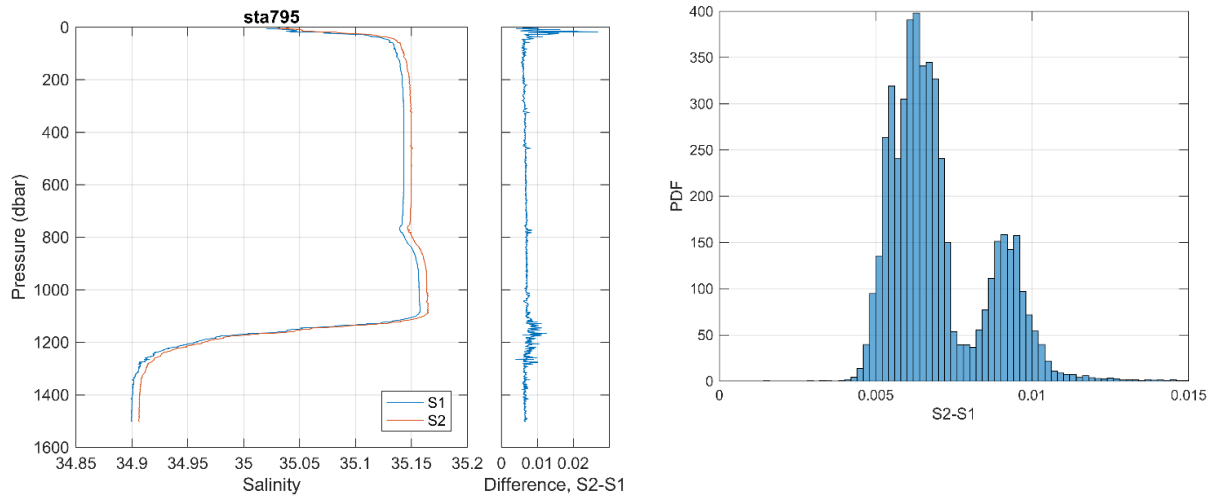 sta795
0
200
400
600
800
1000
1200
1400
1600
Pressure (dbar)
34.85 34.9 34.95 35 35.05 35.1 35.15 35.2
Salinity
S1
S2
0 0.01 0.02
Difference, S2-S1
400
350
300
250
200
150
100
50
0
PDF
0 0.005 0.01 0.015
S2-S1